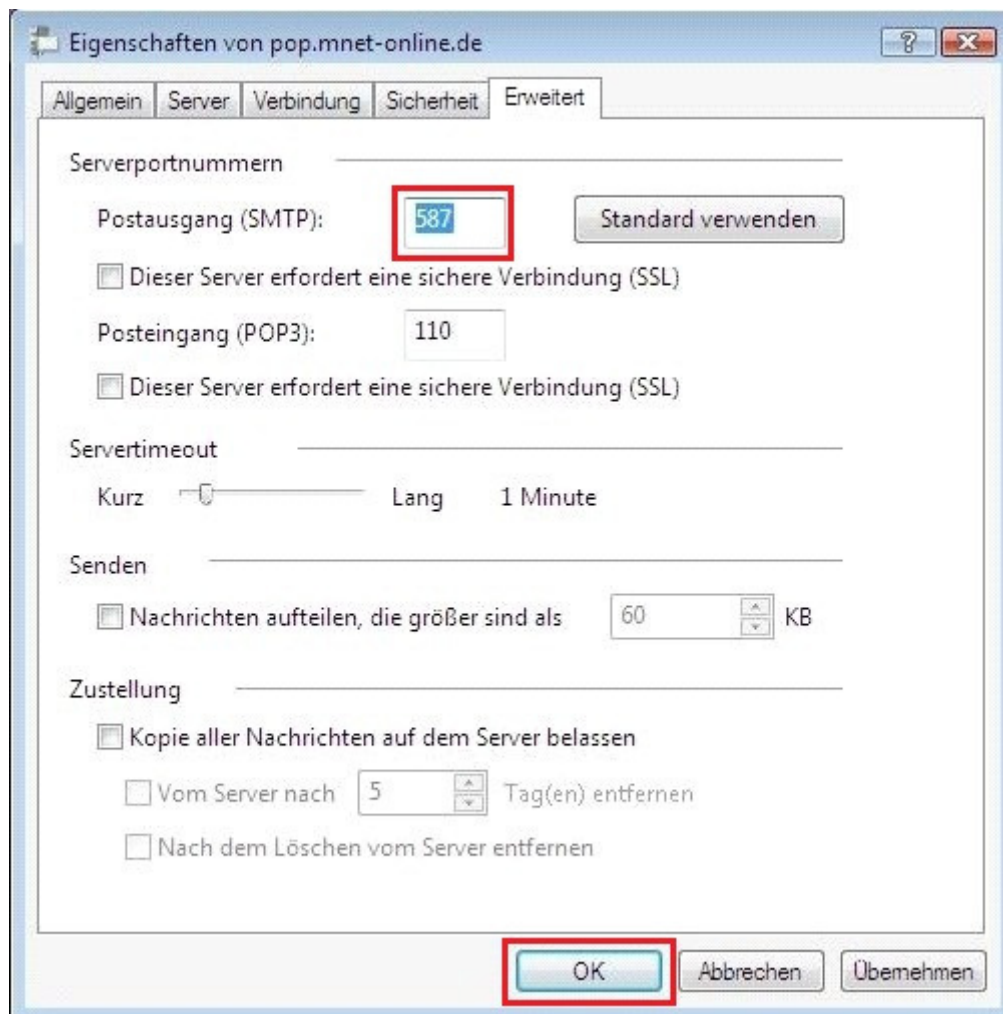 Eigenschaften von pop.mnet-online.de
Allgemein Server Verbindung Sicherheit Erweitert
Serverportnummern
Postausgang (SMTP): 587 Standard verwenden
Dieser Server erfordert eine sichere Verbindung (SSL)
Posteingang (POP3): 110
Dieser Server erfordert eine sichere Verbindung (SSL)
Servertimeout
Kurz Lang 1 Minute
Senden
Nachrichten aufteilen, die größer sind als 60 KB
Zustellung
Kopie aller Nachrichten auf dem Server belassen
Vom Server nach 5 Tag(en) entfernen
Nach dem Löschen vom Server entfernen
OK Abbrechen Übernehmen